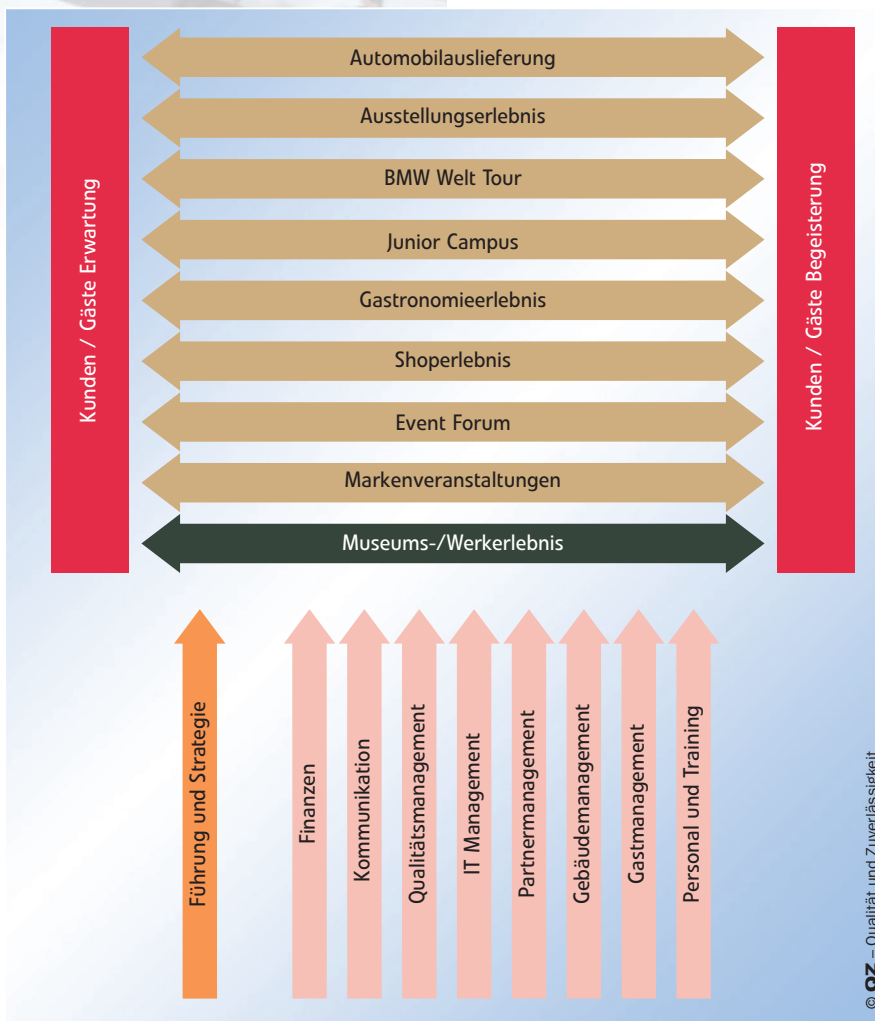 Kunden / Gäste Erwartung
Automobilauslieferung
Ausstellungserlebnis
BMW Welt Tour
Junior Campus
Gastronomieerlebnis
Shoperlebnis
Event Forum
Markenveranstaltungen
Museums-/Werkerlebnis
Kunden / Gäste Begeisterung
Führung und Strategie
Finanzen
Kommunikation
Qualitätsmanagement
IT Management
Partnermanagement
Gebäudemanagement
Gastmanagement
Personal und Training
© QZ – Qualität und Zuverlässigkeit